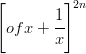 [ofx + 1/x]^{2n}